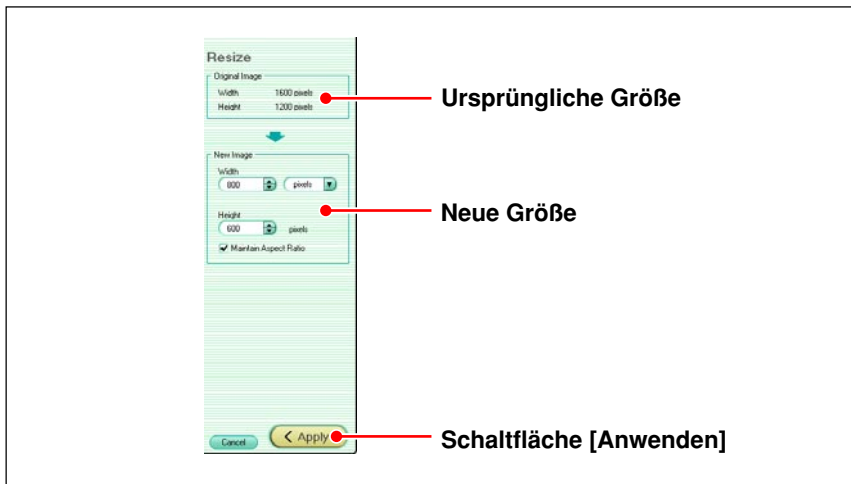 Resize
Original Image
Width 1600 pixels
Height 1200 pixels
Ursprüngliche Größe
New Image
Width
800 pixels
Height
600 pixels
Maintain Aspect Ratio
Neue Größe
Cancel
< Apply
Schaltfläche [Anwenden]